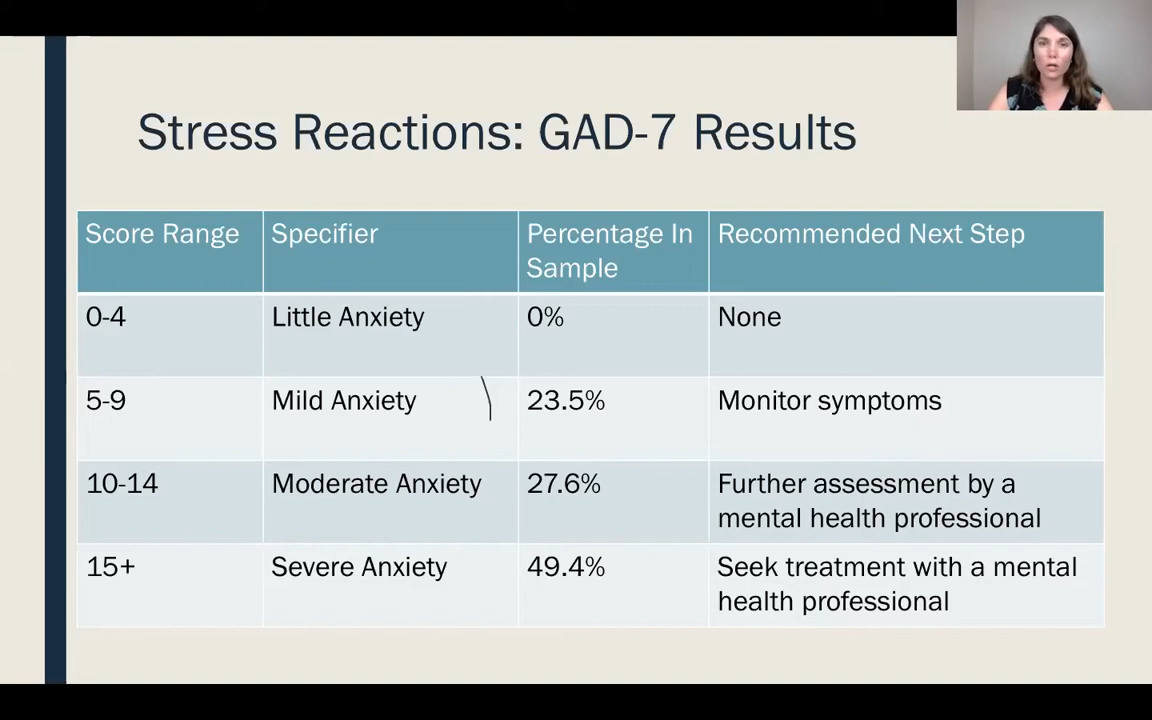 Stress Reactions: GAD-7 Results
Score Range
Specifier
Percentage In
Sample
Recommended Next Step
0-4
Little Anxiety
0%
None
5-9
Mild Anxiety
23.5%
Monitor symptoms
10-14
Moderate Anxiety
27.6%
Further assessment by a
mental health professional
15+
Severe Anxiety
49.4%
Seek treatment with a mental
health professional